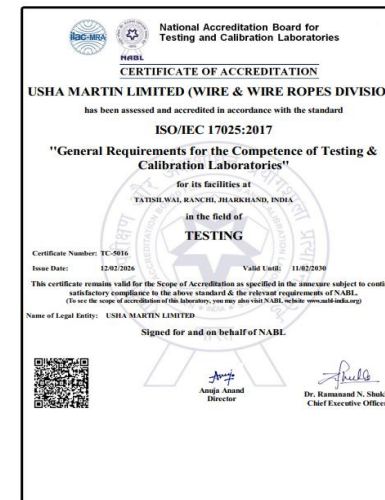 ilac-MRA
NABL
National Accreditation Board for
Testing and Calibration Laboratories
CERTIFICATE OF ACCREDITATION
USHA MARTIN LIMITED (WIRE & WIRE ROPES DIVISIO
has been assessed and accredited in accordance with the standard
ISO/IEC 17025:2017
"General Requirements for the Competence of Testing &
Calibration Laboratories"
for its facilities at
TATISILWAI, RANCHI, JHARKHAND, INDIA
in the field of
TESTING
Certificate Number: TC-5016
Issue Date: 12/02/2026 Valid Until: 11/02/2030
This certificate remains valid for the Scope of Accreditation as specified in the annexure subject to conti
satisfactory compliance to the above standard & the relevant requirements of NABL.
(To see the scope of accreditation of this laboratory, you may also visit NABL website www.nabl-india.org)
Name of Legal Entity: USHA MARTIN LIMITED
Signed for and on behalf of NABL
Anuja Anand
Director
Dr. Ramanand N. Shukl
Chief Executive Officer